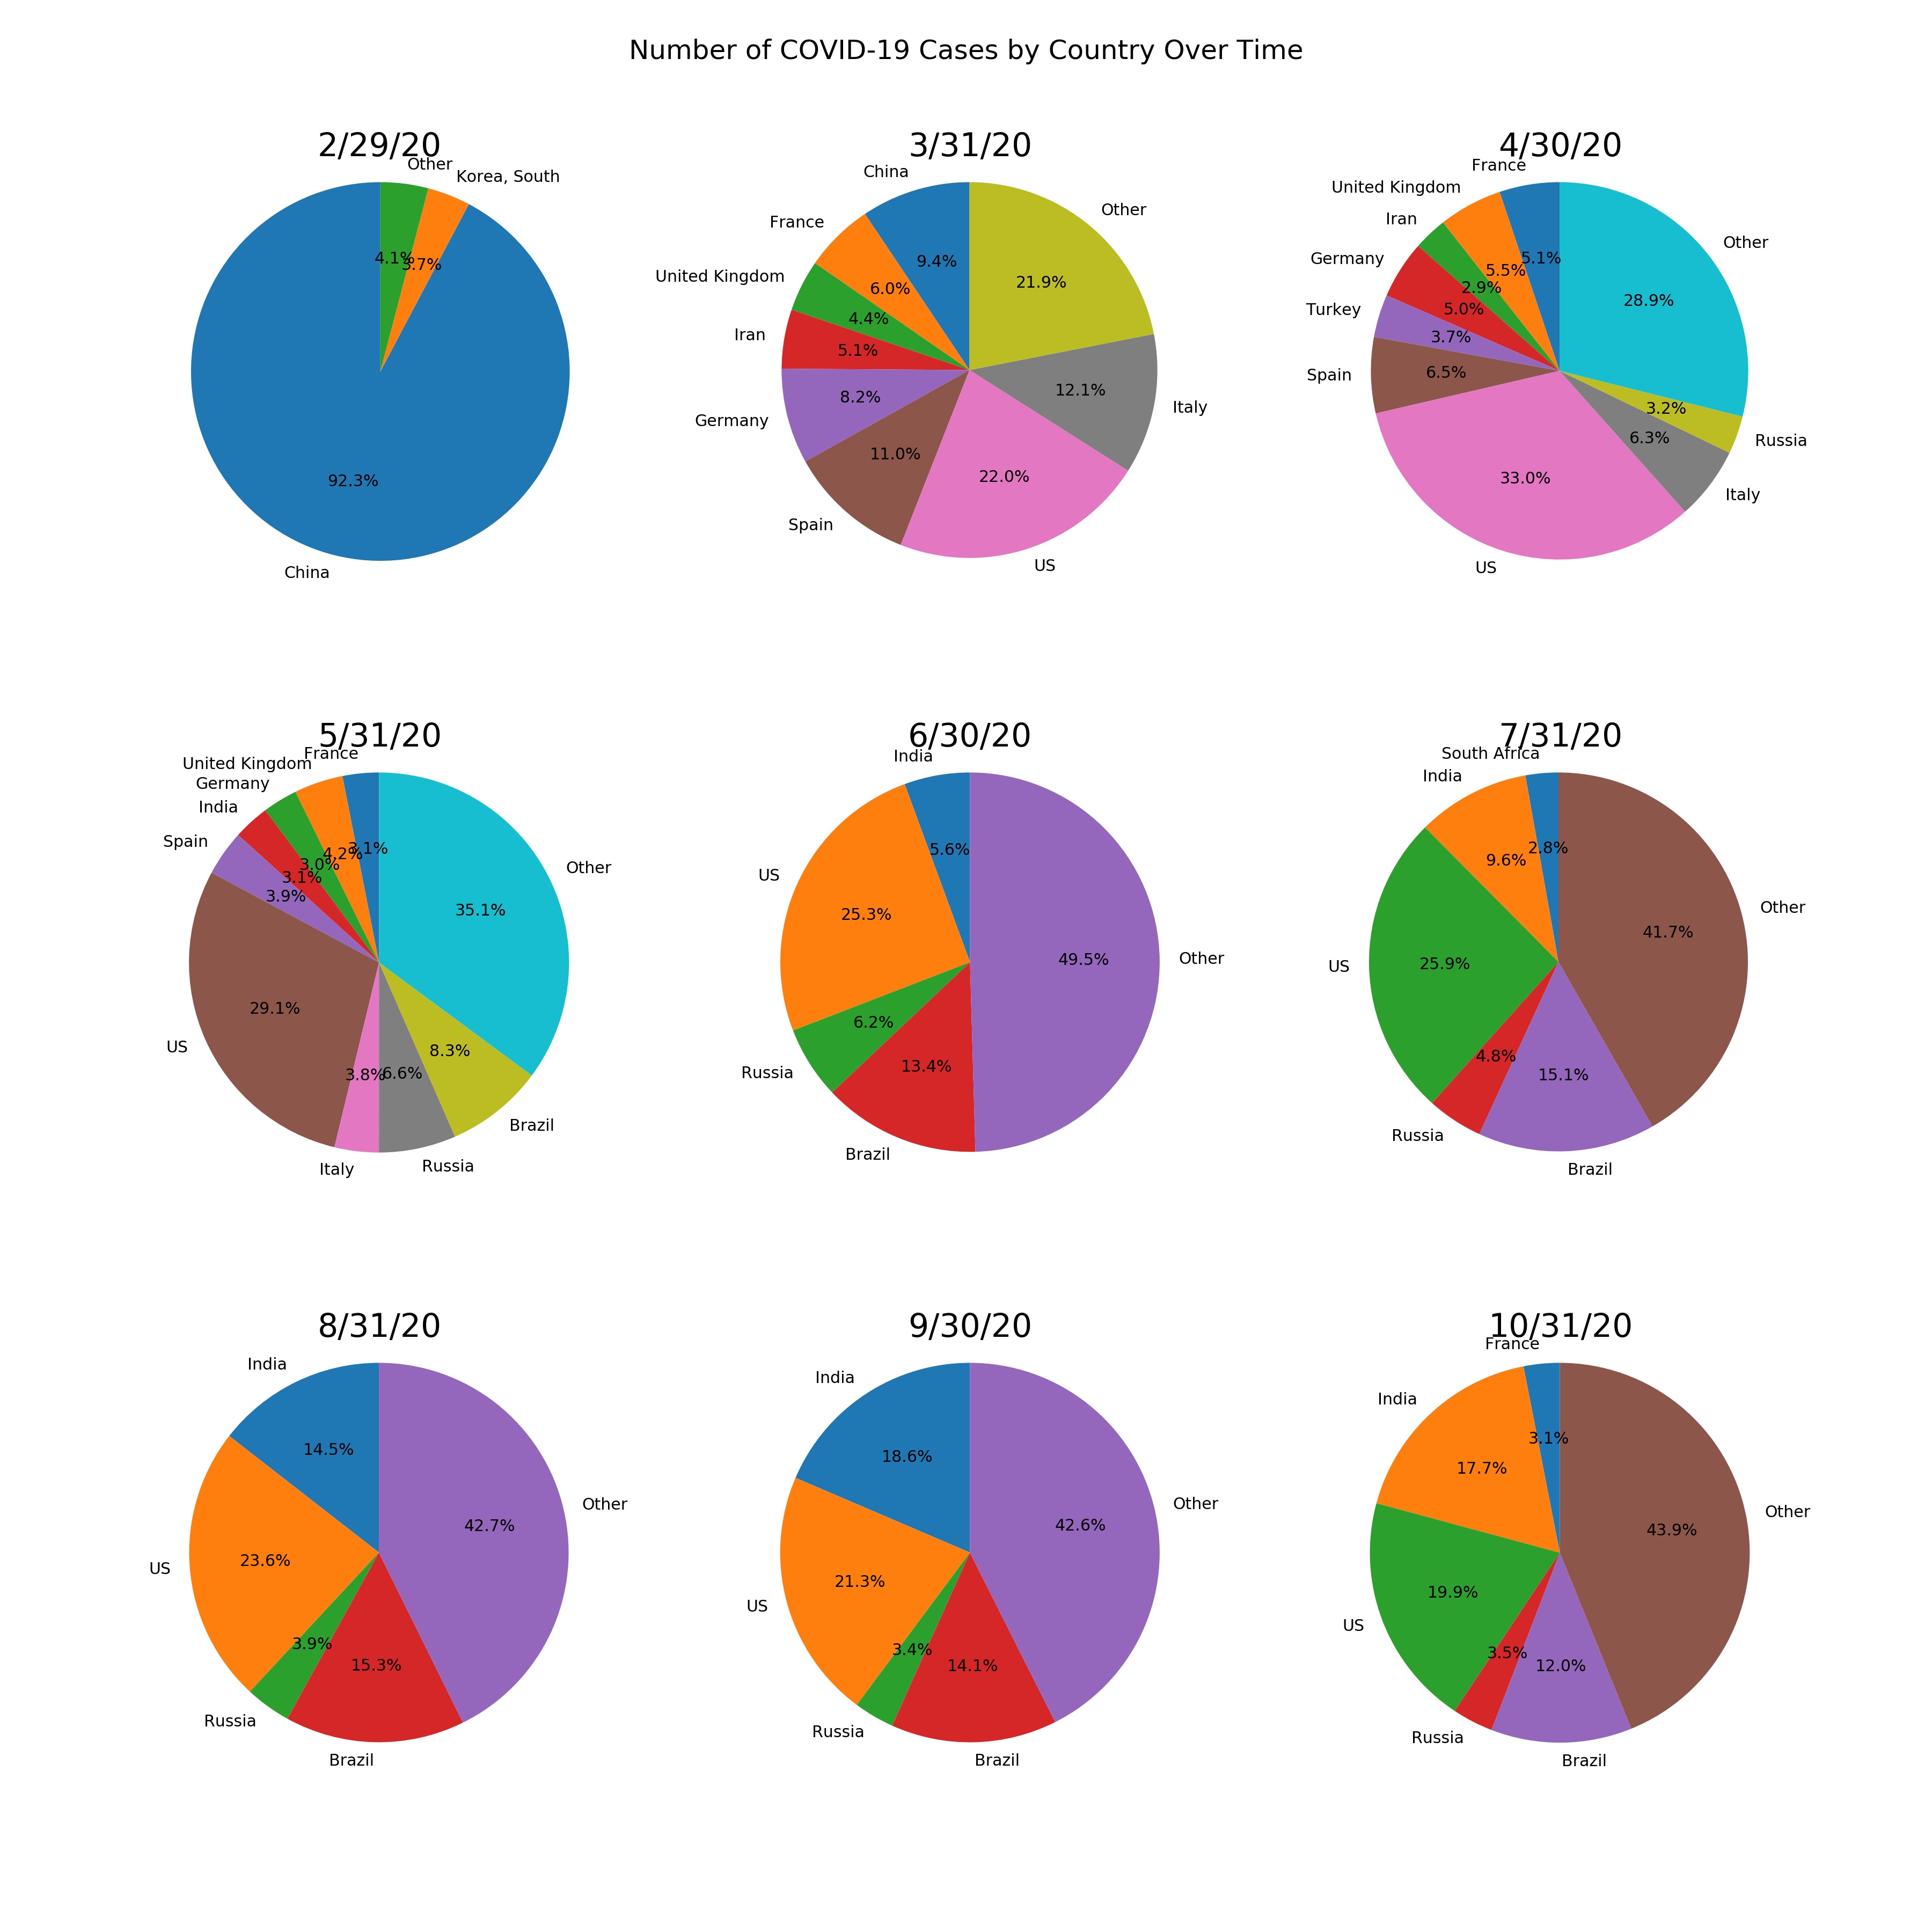 Number of COVID-19 Cases by Country Over Time
2/29/20
Other
Korea, South
4.1%
3.7%
92.3%
China
3/31/20
China
France
Other
United Kingdom
9.4%
21.9%
6.0%
4.4%
Iran
5.1%
12.1%
8.2%
Italy
Germany
11.0%
22.0%
Spain
US
4/30/20
France
United Kingdom
Iran
Other
Germany
5.1%
5.5%
2.9%
28.9%
Turkey
5.0%
3.7%
Spain
6.5%
3.2%
6.3%
Russia
33.0%
Italy
US
5/31/20
France
United Kingdom
Germany
India
Spain
3.1%
4.2%
3.0%
3.1%
3.9%
Other
35.1%
29.1%
US
8.3%
3.8%
6.6%
Brazil
Italy
Russia
6/30/20
India
5.6%
US
25.3%
49.5%
Other
6.2%
Russia
13.4%
Brazil
7/31/20
South Africa
India
2.8%
9.6%
Other
41.7%
US
25.9%
4.8%
15.1%
Russia
Brazil
8/31/20
India
14.5%
Other
42.7%
US
23.6%
3.9%
15.3%
Russia
Brazil
9/30/20
India
18.6%
Other
42.6%
21.3%
US
3.4%
14.1%
Russia
Brazil
10/31/20
France
India
3.1%
17.7%
Other
43.9%
19.9%
US
3.5%
12.0%
Russia
Brazil